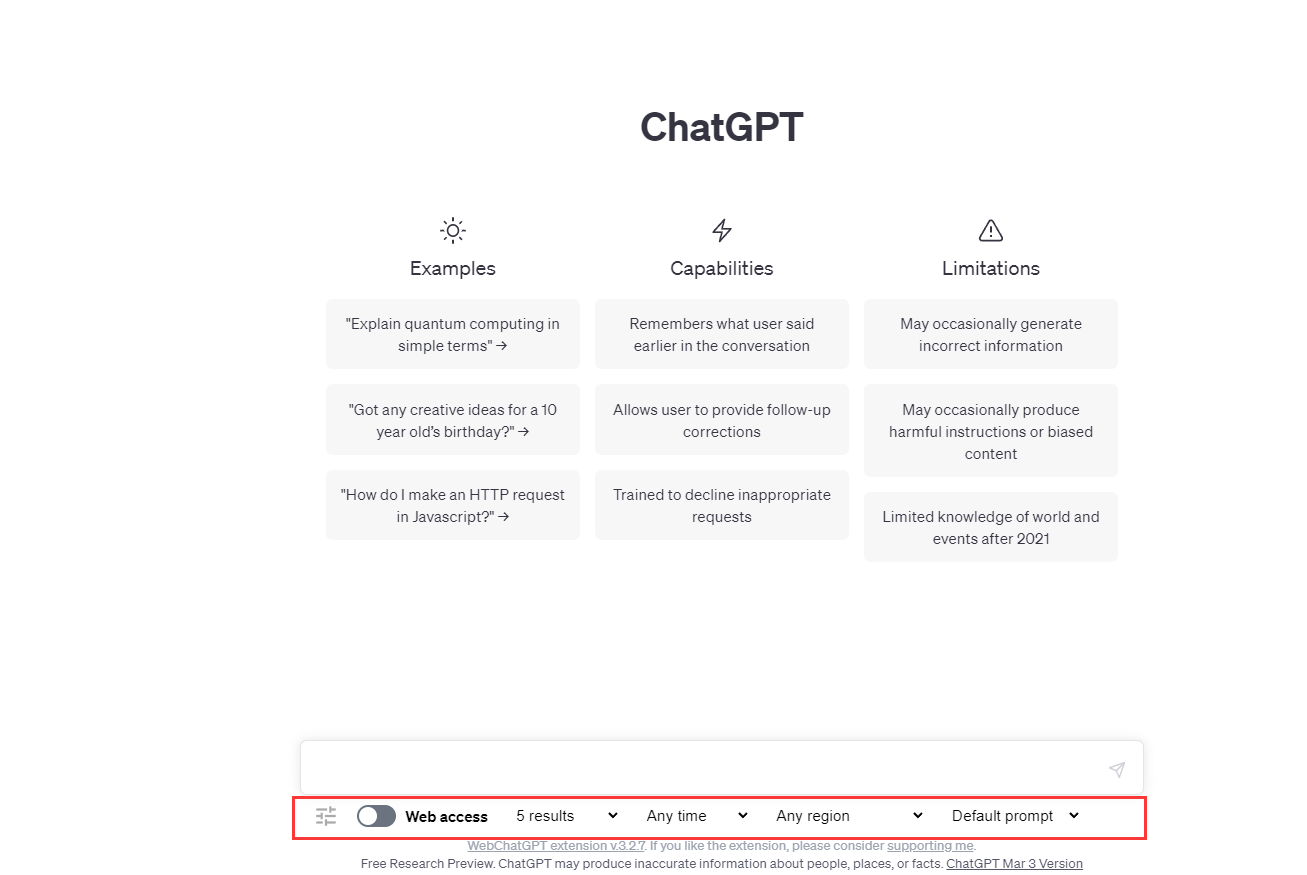 ChatGPT
Examples
"Explain quantum computing in
simple terms" →
"Got any creative ideas for a 10
year old's birthday?" →
"How do I make an HTTP request
in Javascript?" →
Capabilities
Remembers what user said
earlier in the conversation
Allows user to provide follow-up
corrections
Trained to decline inappropriate
requests
Limitations
May occasionally generate
incorrect information
May occasionally produce
harmful instructions or biased
content
Limited knowledge of world and
events after 2021
Web access 5 results Any time Any region Default prompt
WebChatGPT extension v.3.2.7. If you like the extension, please consider supporting me.
Free Research Preview. ChatGPT may produce inaccurate information about people, places, or facts. ChatGPT Mar 3 Version